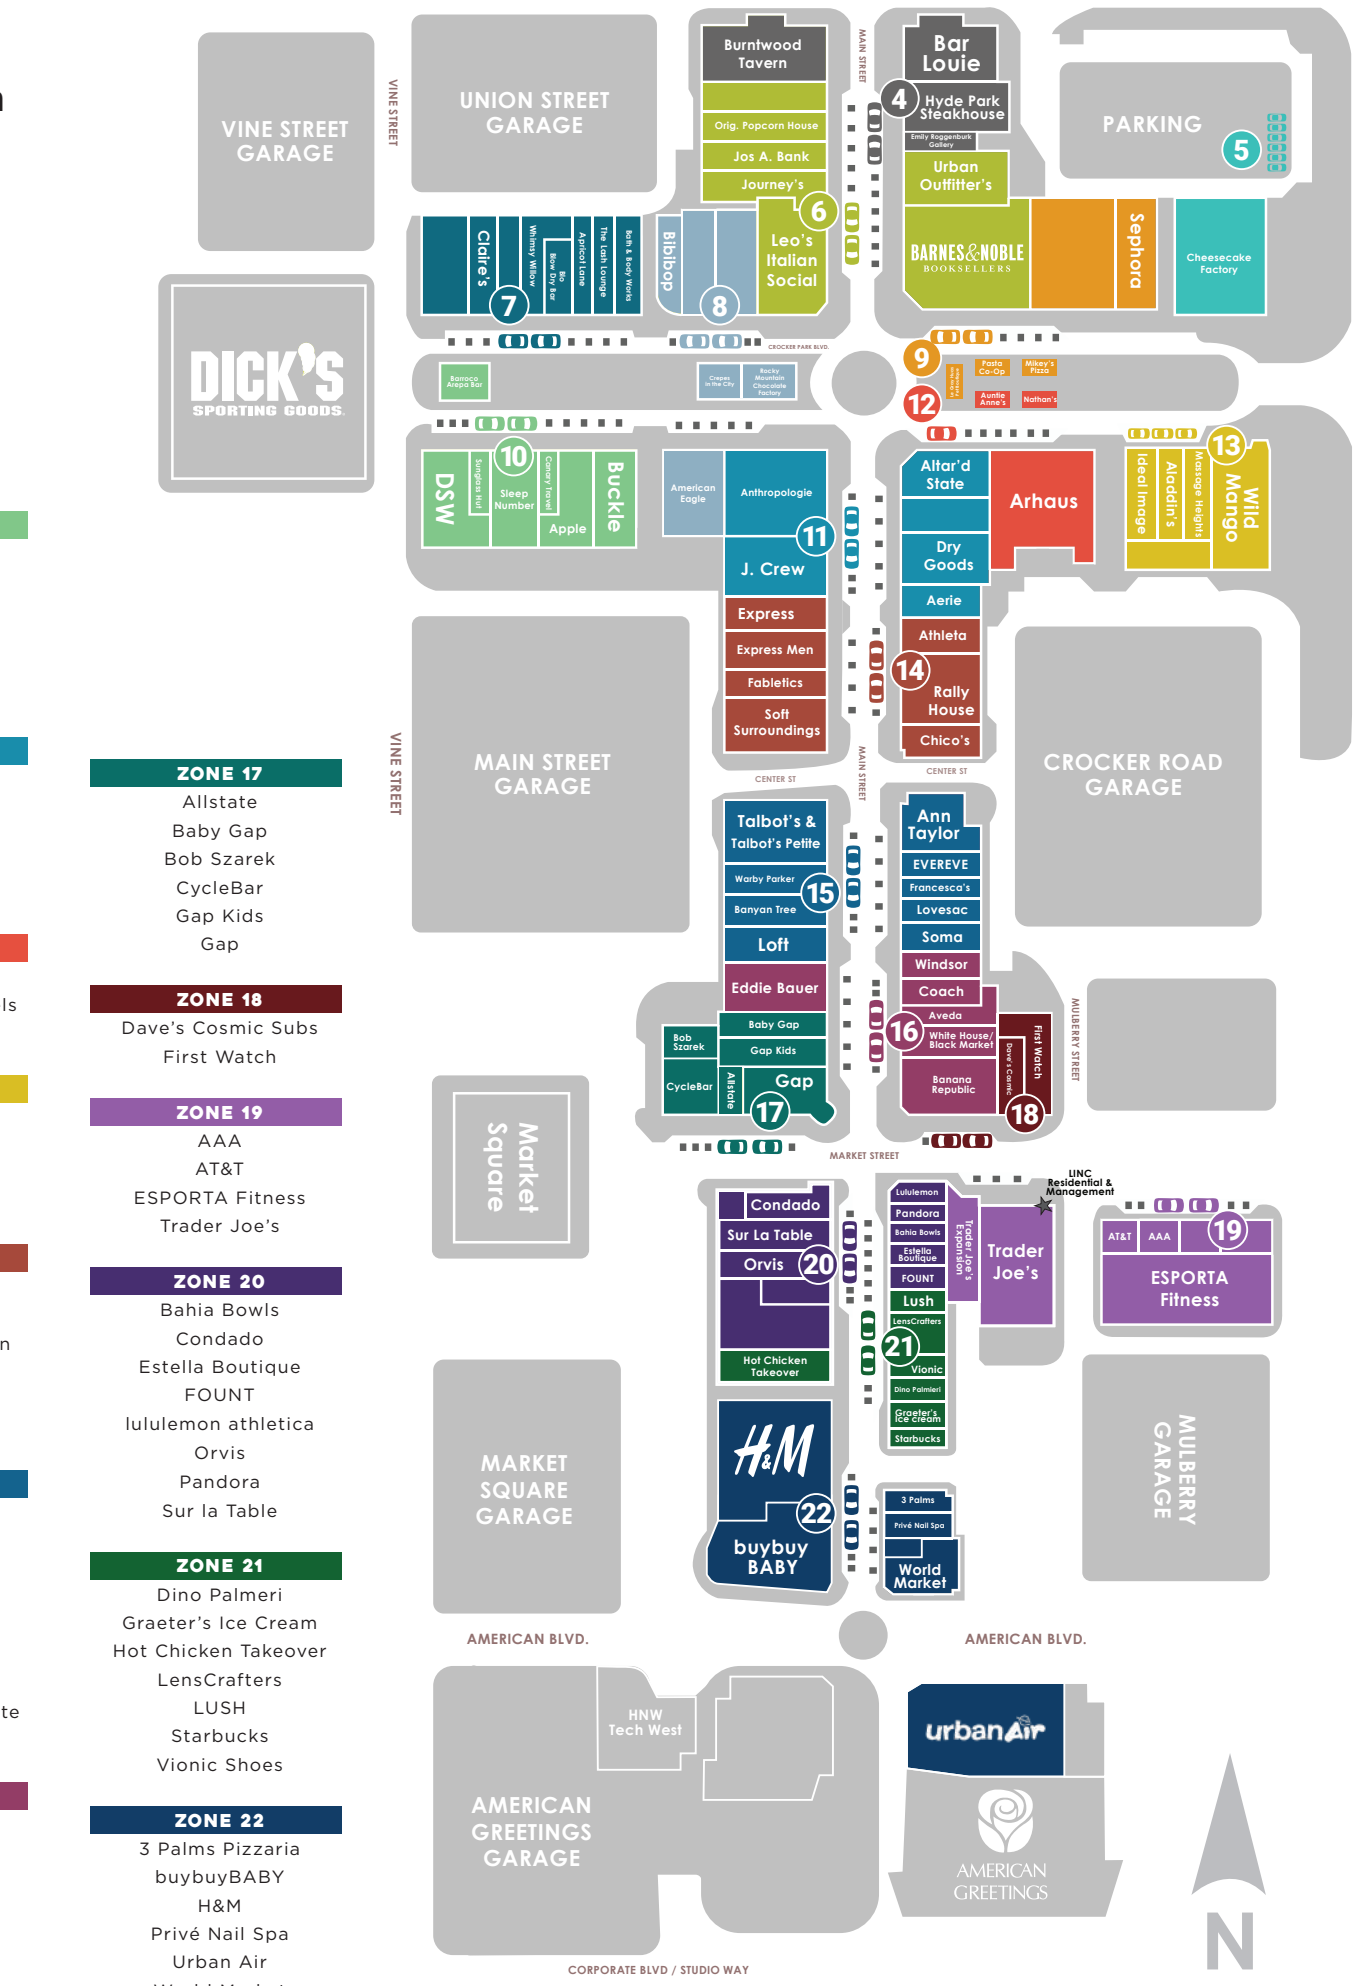 ZONE 17
Allstate
Baby Gap
Bob Szarek
CycleBar
Gap Kids
Gap
ZONE 18
Dave's Cosmic Subs
First Watch
ZONE 19
AAA
AT&T
ESPORTA Fitness
Trader Joe's
ZONE 20
Bahia Bowls
Condado
Estella Boutique
FOUNT
lululemon athletica
Orvis
Pandora
Sur la Table
ZONE 21
Dino Palmeri
Graeter's Ice Cream
Hot Chicken Takeover
LensCrafters
LUSH
Starbucks
Vionic Shoes
ZONE 22
3 Palms Pizzaria
buybuyBABY
H&M
Privé Nail Spa
Urban Air
World Market
ls
n
te
VINE STREET
GARAGE
VINE STREET
UNION STREET
GARAGE
Burntwood
Tavern
MAIN STREET
Bar
Louie
4
Hyde Park
Steakhouse
Emily Roggenburk
Gallery
PARKING
5
Orig. Popcorn House
Jos A. Bank
Journey's
6
Leo's
Italian
Social
Urban
Outfitter's
BARNES&NOBLE
BOOKSELLERS
Sephora
Cheesecake
Factory
Claire's
Whimsy Willow
Blo
Blow Dry Bar
Apricot Lane
The Lash Lounge
Bath & Body Works
7
Bibibop
8
DICK'S
SPORTING GOODS
CROCKER PARK BLVD.
Barroco
Arepa Bar
Crepes
in the City
Rocky
Mountain
Chocolate
Factory
9
Pasta
Co-Op
Mikey's
Pizza
12
Auntie
Anne's
Nathan's
DSW
Sunglass Hut
10
Sleep
Number
Canary Travel
Apple
Buckle
American
Eagle
Anthropologie
11
J. Crew
Express
Express Men
Fabletics
Soft
Surroundings
Altar'd
State
Dry
Goods
Aerie
Arhaus
13
Ideal Image
Aladdin's
Massage Heights
Wild
Mango
Athleta
14
Rally
House
Chico's
VINE STREET
MAIN STREET
GARAGE
CENTER ST
MAIN STREET
CENTER ST
CROCKER ROAD
GARAGE
Talbot's &
Talbot's Petite
Warby Parker
15
Banyan Tree
Loft
Eddie Bauer
Baby Gap
Gap Kids
Bob
Szarek
CycleBar
Allstate
Gap
17
Ann
Taylor
EVEREVE
Francesca's
Lovesac
Soma
Windsor
Coach
Aveda
16
White House/
Black Market
Banana
Republic
Dave's Cosmic
First Watch
18
MULBERRY STREET
Market
Square
MARKET STREET
LINC
Residential &
Management
Condado
Sur La Table
Orvis
20
Hot Chicken
Takeover
Lululemon
Pandora
Bahia Bowls
Estella
Boutique
FOUNT
Lush
LensCrafters
21
Vionic
Dino Palmieri
Graeter's
Ice cream
Starbucks
Trader Joe's
Expansion
Trader
Joe's
AT&T
AAA
19
ESPORTA
Fitness
MARKET
SQUARE
GARAGE
H&M
22
buybuy
BABY
3 Palms
Privé Nail Spa
World
Market
MULBERRY
GARAGE
AMERICAN BLVD.
AMERICAN BLVD.
HNW
Tech West
AMERICAN
GREETINGS
GARAGE
urbanAir
AMERICAN
GREETINGS
CORPORATE BLVD / STUDIO WAY
N